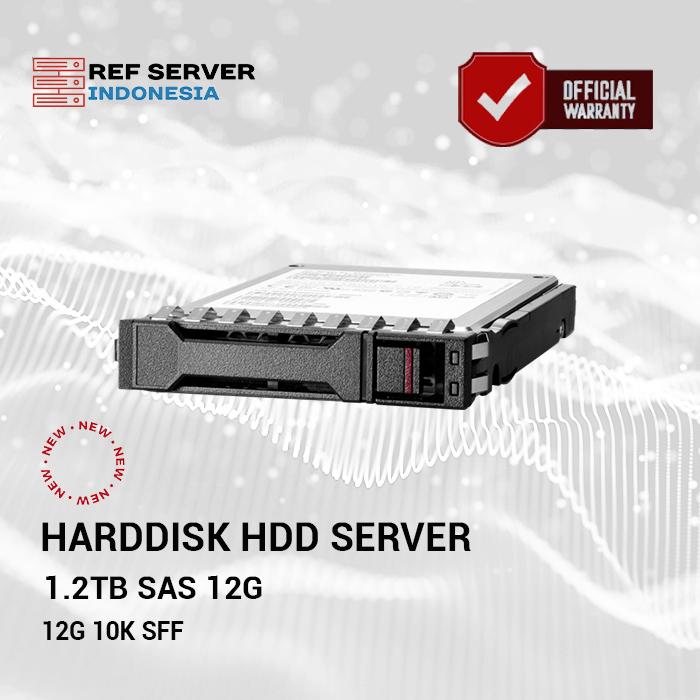 REF SERVER
INDONESIA
OFFICIAL
WARRANTY
NEW • NEW • NEW • NEW • NEW •
HARDDISK HDD SERVER
1.2TB SAS 12G
12G 10K SFF